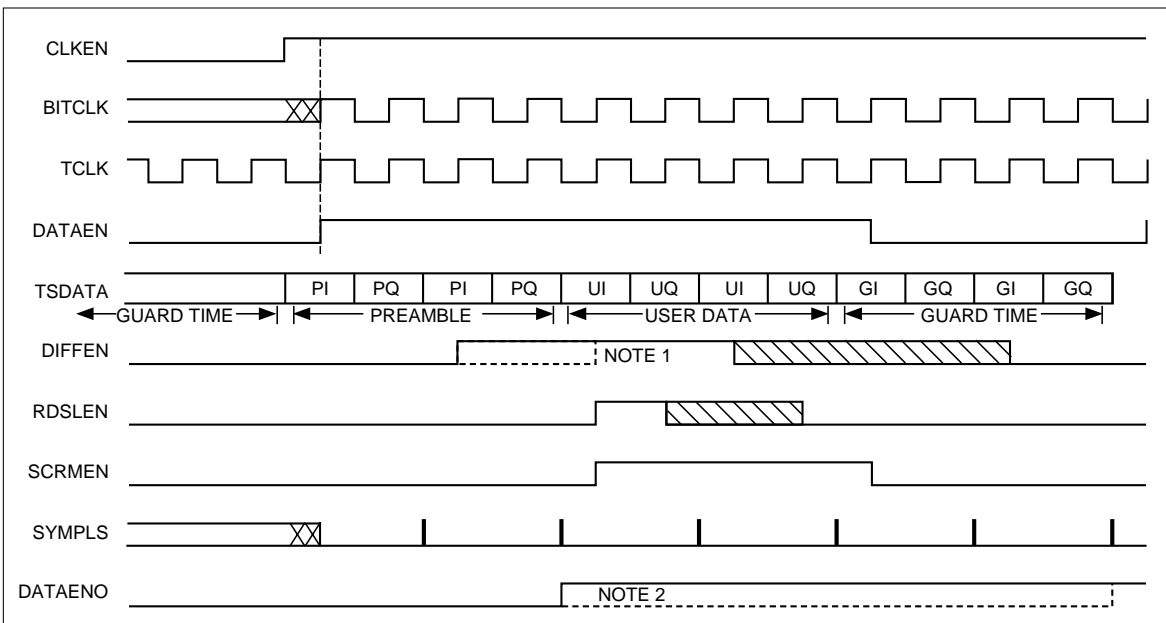 CLKEN
BITCLK
TCLK
DATAEN
TSDATA PI PQ PI PQ UI UQ UI UQ GI GQ GI GQ
GUARD TIME PREAMBLE USER DATA GUARD TIME
DIFFEN NOTE 1
RDSLEN
SCRMEN
SYMPLS
DATAENO NOTE 2